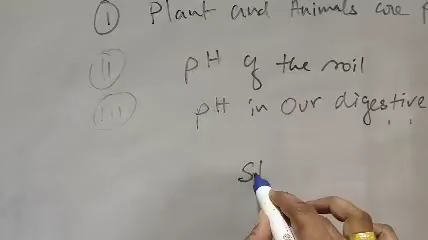 (i) Plant and Animals are
(ii) pH of the soil
(iii) pH in Our digestive